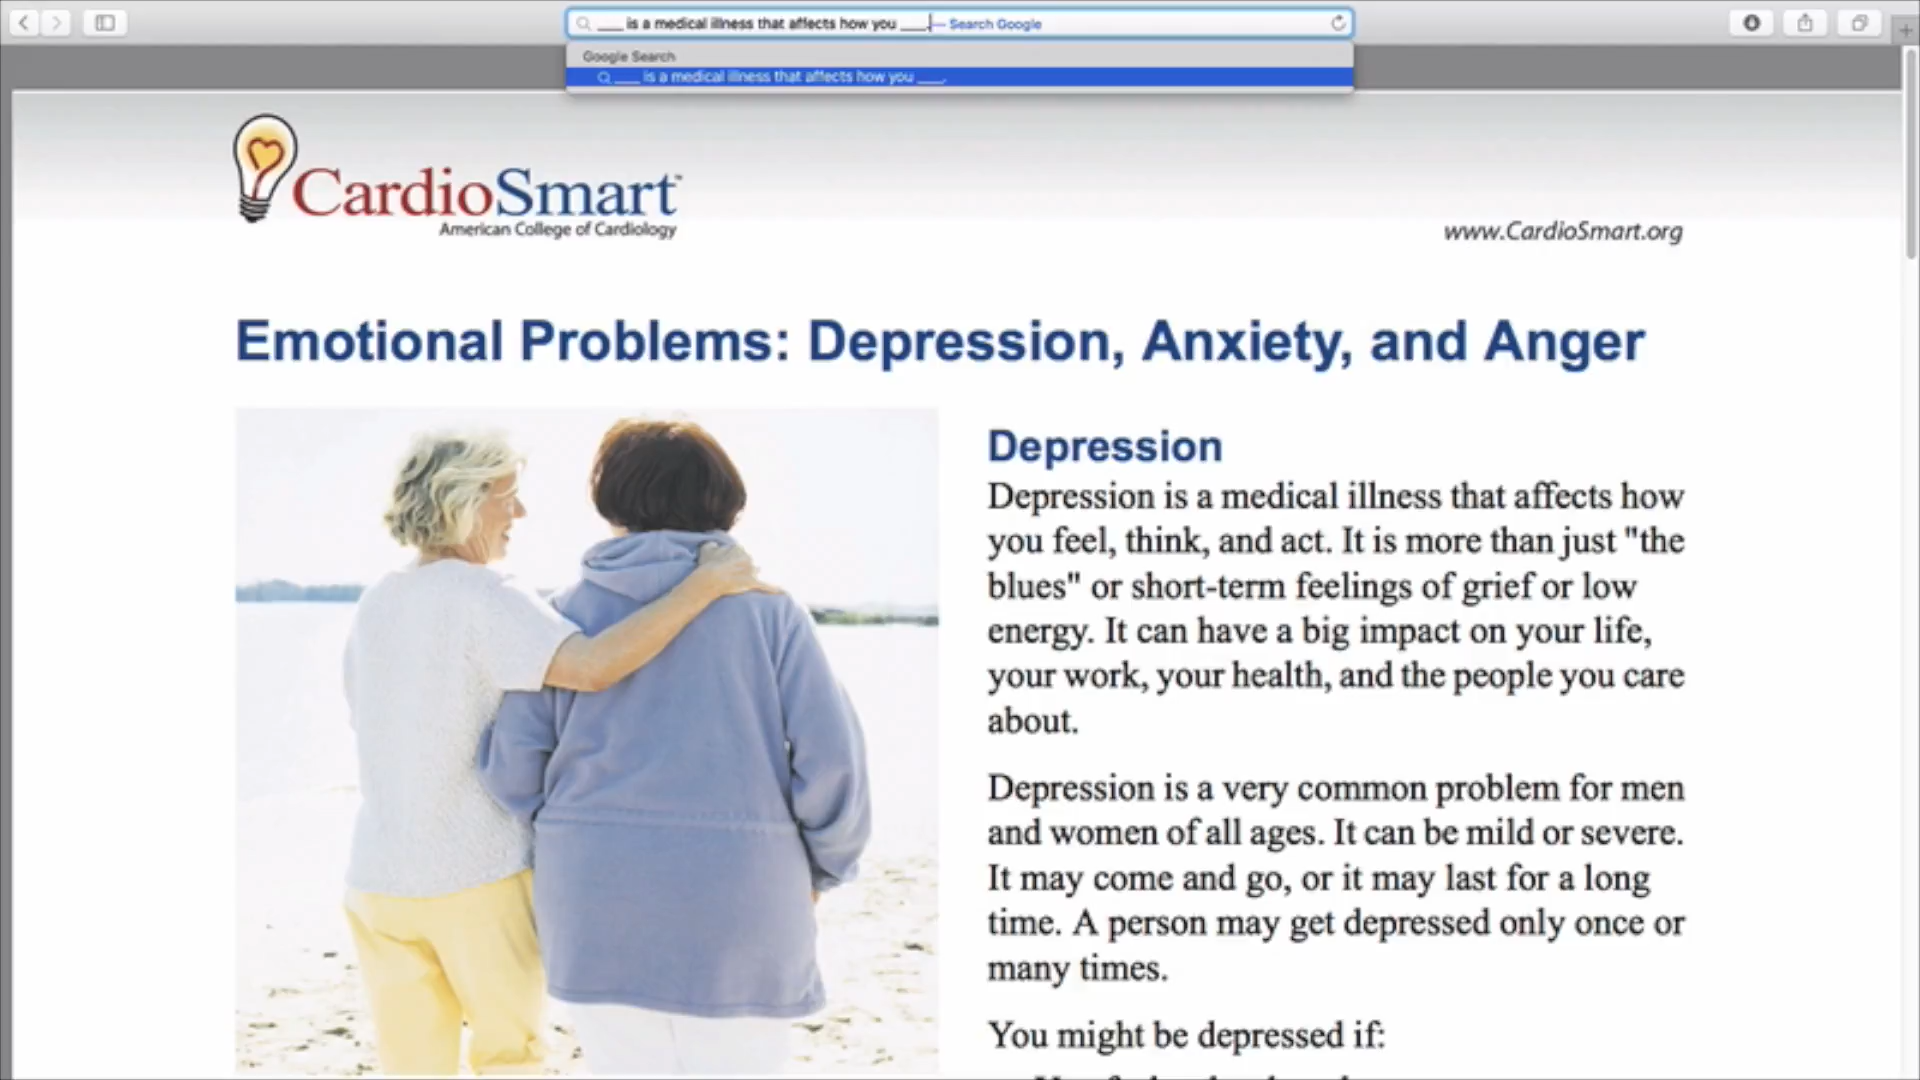 ___ is a medical illness that affects how you ___. — Search Google
Google Search
___ is a medical illness that affects how you ___.
CardioSmart™
American College of Cardiology
www.CardioSmart.org
Emotional Problems: Depression, Anxiety, and Anger
Depression
Depression is a medical illness that affects how
you feel, think, and act. It is more than just "the
blues" or short-term feelings of grief or low
energy. It can have a big impact on your life,
your work, your health, and the people you care
about.
Depression is a very common problem for men
and women of all ages. It can be mild or severe.
It may come and go, or it may last for a long
time. A person may get depressed only once or
many times.
You might be depressed if: